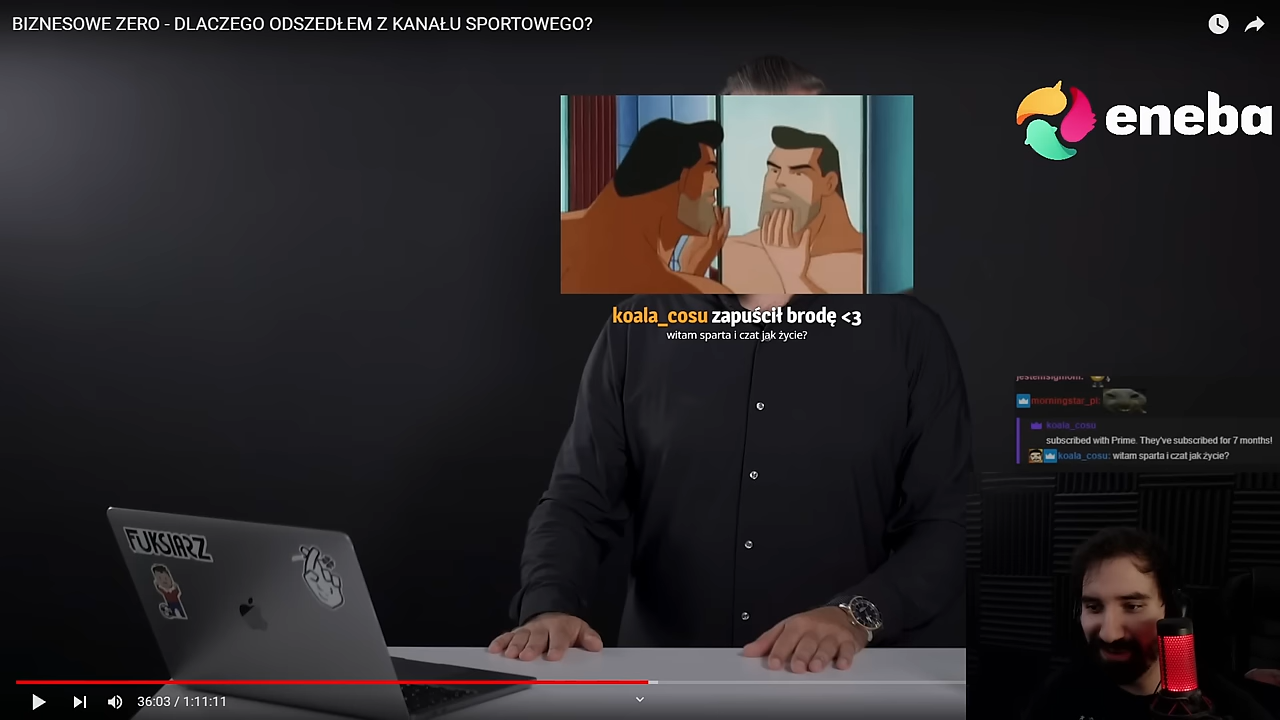 BIZNESOWE ZERO - DLACZEGO ODSZEDŁEM Z KANAŁU SPORTOWEGO?
eneba
koala_cosu zapuścił brodę <3
witam sparta i czat jak życie?
morningstar_pl:
koala_cosu
subscribed with Prime. They've subscribed for 7 months!
koala_cosu: witam sparta i czat jak życie?
FUKSIARZ
36:03 / 1:11:11